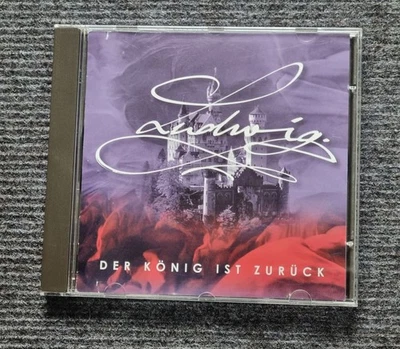 Ludwig.
DER KÖNIG IST ZURÜCK